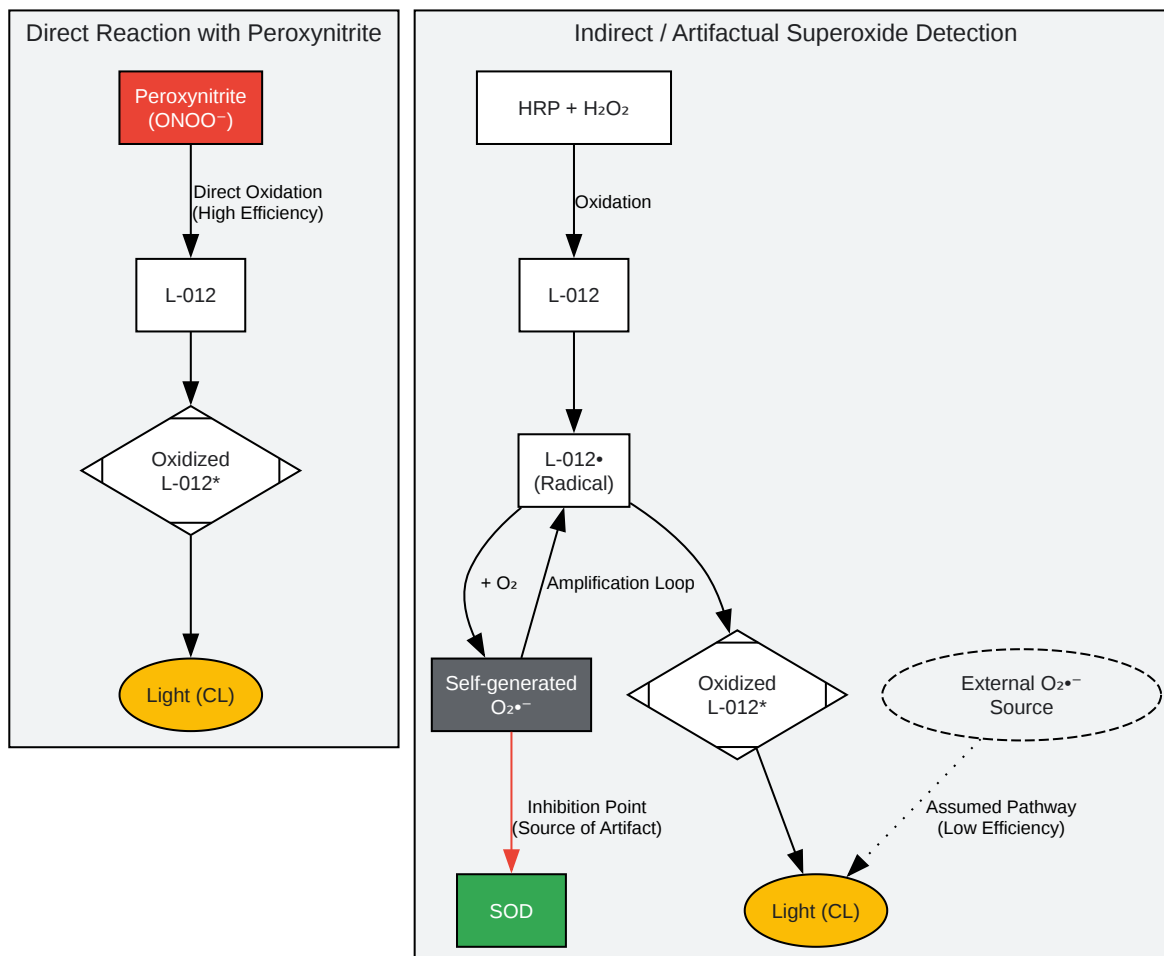 Direct Reaction with Peroxynitrite
Peroxynitrite
(ONOO⁻)
Direct Oxidation
(High Efficiency)
L-012
Oxidized
L-012*
Light (CL)
Indirect / Artifactual Superoxide Detection
HRP + H₂O₂
Oxidation
L-012
L-012•
(Radical)
+ O₂
Amplification Loop
Self-generated
O₂•⁻
Oxidized
L-012*
External O₂•⁻
Source
Inhibition Point
(Source of Artifact)
Assumed Pathway
(Low Efficiency)
SOD
Light (CL)